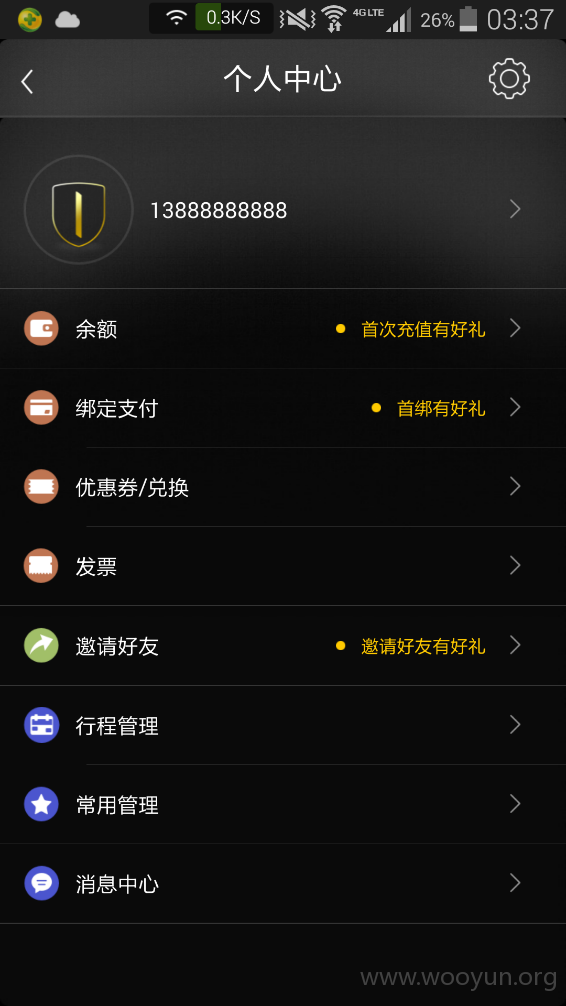 0.3K/S 4G LTE 26% 03:37
个人中心
13888888888
余额 首次充值有好礼
绑定支付 首绑有好礼
优惠券/兑换
发票
邀请好友 邀请好友有好礼
行程管理
常用管理
消息中心
www.wooyun.org